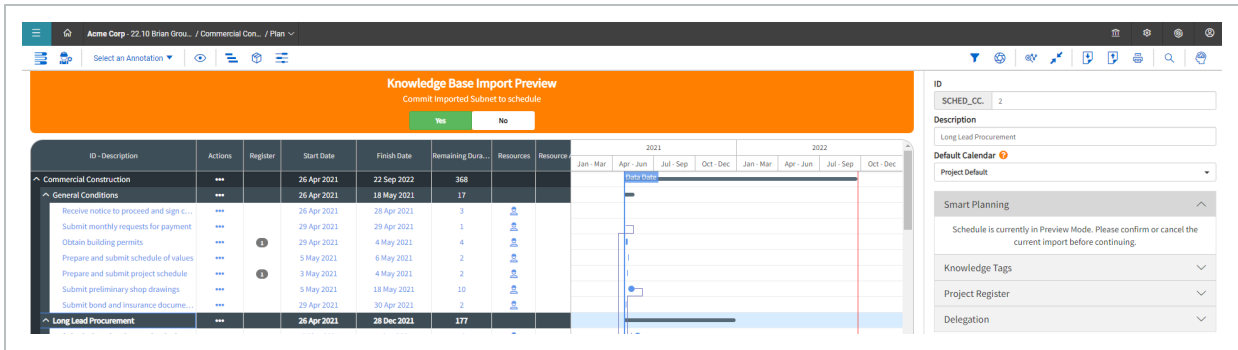 Acme Corp - 22.10 Brian Grou... / Commercial Con... / Plan
Select an Annotation
Knowledge Base Import Preview
Commit Imported Subnet to schedule
Yes No
ID - Description Actions Register Start Date Finish Date Remaining Dura... Resources Resource A
2021 2022
Jan - Mar Apr - Jun Jul - Sep Oct - Dec Jan - Mar Apr - Jun Jul - Sep Oct - Dec
Commercial Construction ••• 26 Apr 2021 22 Sep 2022 368
Data Date
General Conditions ••• 26 Apr 2021 18 May 2021 17
Receive notice to proceed and sign c... ••• 26 Apr 2021 28 Apr 2021 3
Submit monthly requests for payment ••• 29 Apr 2021 29 Apr 2021 1
Obtain building permits ••• 1 29 Apr 2021 4 May 2021 4
Prepare and submit schedule of values ••• 5 May 2021 6 May 2021 2
Prepare and submit project schedule ••• 1 3 May 2021 4 May 2021 2
Submit preliminary shop drawings ••• 5 May 2021 18 May 2021 10
Submit bond and insurance docume... ••• 29 Apr 2021 30 Apr 2021 2
Long Lead Procurement ••• 26 Apr 2021 28 Dec 2021 177
ID
SCHED_CC. 2
Description
Long Lead Procurement
Default Calendar
Project Default
Smart Planning
Schedule is currently in Preview Mode. Please confirm or cancel the
current import before continuing.
Knowledge Tags
Project Register
Delegation